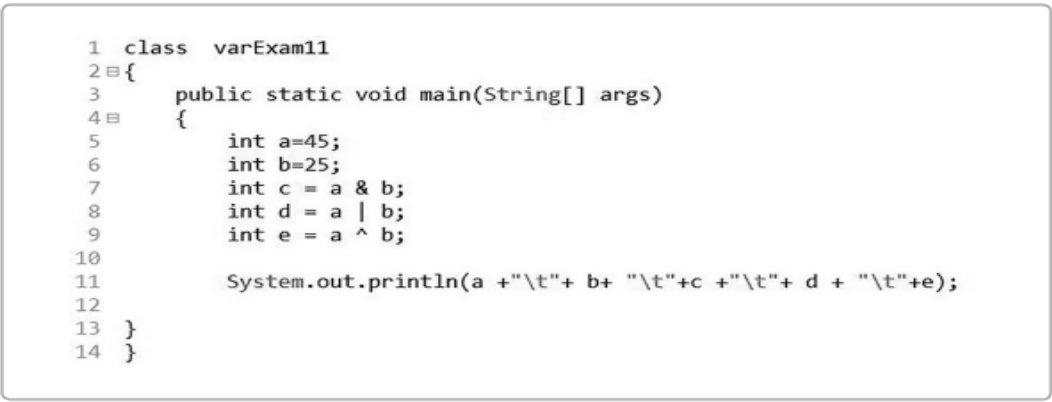 1 class  varExam11
2 {
3     public static void main(String[] args)
4     {
5         int a=45;
6         int b=25;
7         int c = a & b;
8         int d = a | b;
9         int e = a ^ b;
10
11         System.out.println(a +"\t"+ b+ "\t"+c +"\t"+ d + "\t"+e);
12
13 }
14 }